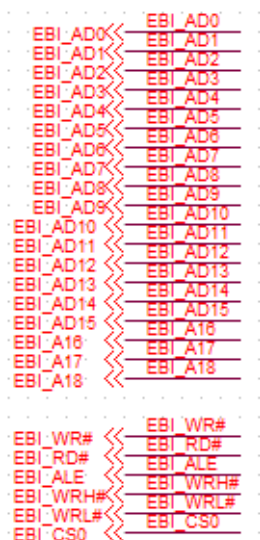 EBI_AD0 EBI_AD0
EBI_AD1 EBI_AD1
EBI_AD2 EBI_AD2
EBI_AD3 EBI_AD3
EBI_AD4 EBI_AD4
EBI_AD5 EBI_AD5
EBI_AD6 EBI_AD6
EBI_AD7 EBI_AD7
EBI_AD8 EBI_AD8
EBI_AD9 EBI_AD9
EBI_AD10 EBI_AD10
EBI_AD11 EBI_AD11
EBI_AD12 EBI_AD12
EBI_AD13 EBI_AD13
EBI_AD14 EBI_AD14
EBI_AD15 EBI_AD15
EBI_A16 EBI_A16
EBI_A17 EBI_A17
EBI_A18 EBI_A18
EBI_WR# EBI_WR#
EBI_RD# EBI_RD#
EBI_ALE EBI_ALE
EBI_WRH# EBI_WRH#
EBI_WRL# EBI_WRL#
EBI_CS0 EBI_CS0